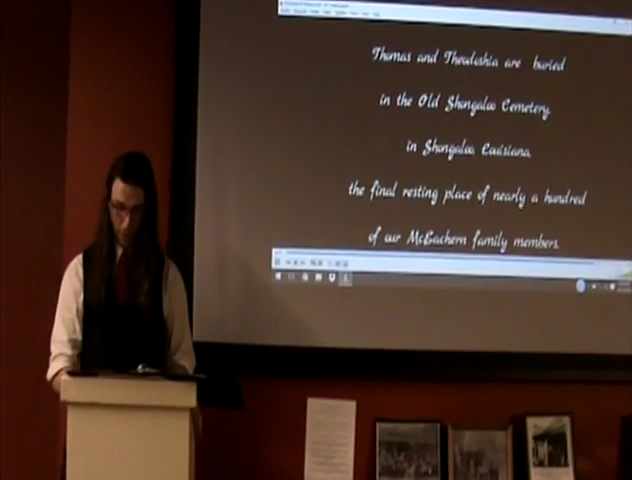 Thomas and Theodoshia are buried
in the Old Shongaloo Cemetery
in Shongaloo Louisiana
the final resting place of nearly a hundred
of our McEachern family members.